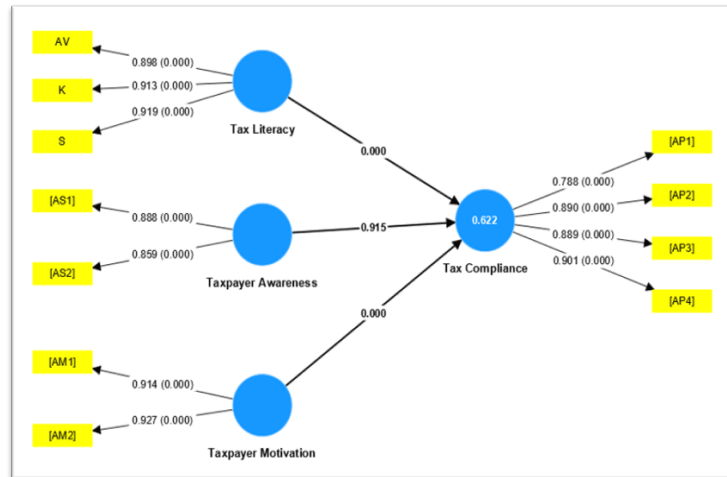 AV
0.898 (0.000)
K
0.913 (0.000)
0.919 (0.000)
S
Tax Literacy
0.000
[AP1]
0.788 (0.000)
[AP2]
[AS1]
0.888 (0.000)
0.890 (0.000)
0.622
0.915
0.889 (0.000)
[AP3]
0.859 (0.000)
0.901 (0.000)
[AS2]
Taxpayer Awareness
Tax Compliance
[AP4]
0.000
[AM1]
0.914 (0.000)
0.927 (0.000)
[AM2]
Taxpayer Motivation